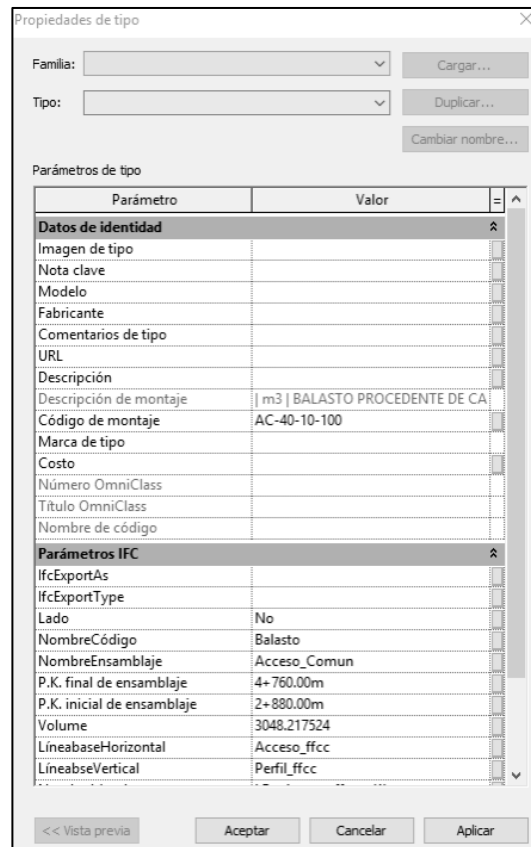 Propiedades de tipo
Familia: Cargar...
Tipo: Duplicar...
Cambiar nombre...
Parámetros de tipo
Parámetro Valor =
Datos de identidad
Imagen de tipo
Nota clave
Modelo
Fabricante
Comentarios de tipo
URL
Descripción
Descripción de montaje | m3 | BALASTO PROCEDENTE DE CA
Código de montaje AC-40-10-100
Marca de tipo
Costo
Número OmniClass
Título OmniClass
Nombre de código
Parámetros IFC
IfcExportAs
IfcExportType
Lado No
NombreCódigo Balasto
NombreEnsamblaje Acceso_Comun
P.K. final de ensamblaje 4+760.00m
P.K. inicial de ensamblaje 2+880.00m
Volume 3048.217524
LíneabaseHorizontal Acceso_ffcc
LíneabseVertical Perfil_ffcc
<< Vista previa Aceptar Cancelar Aplicar